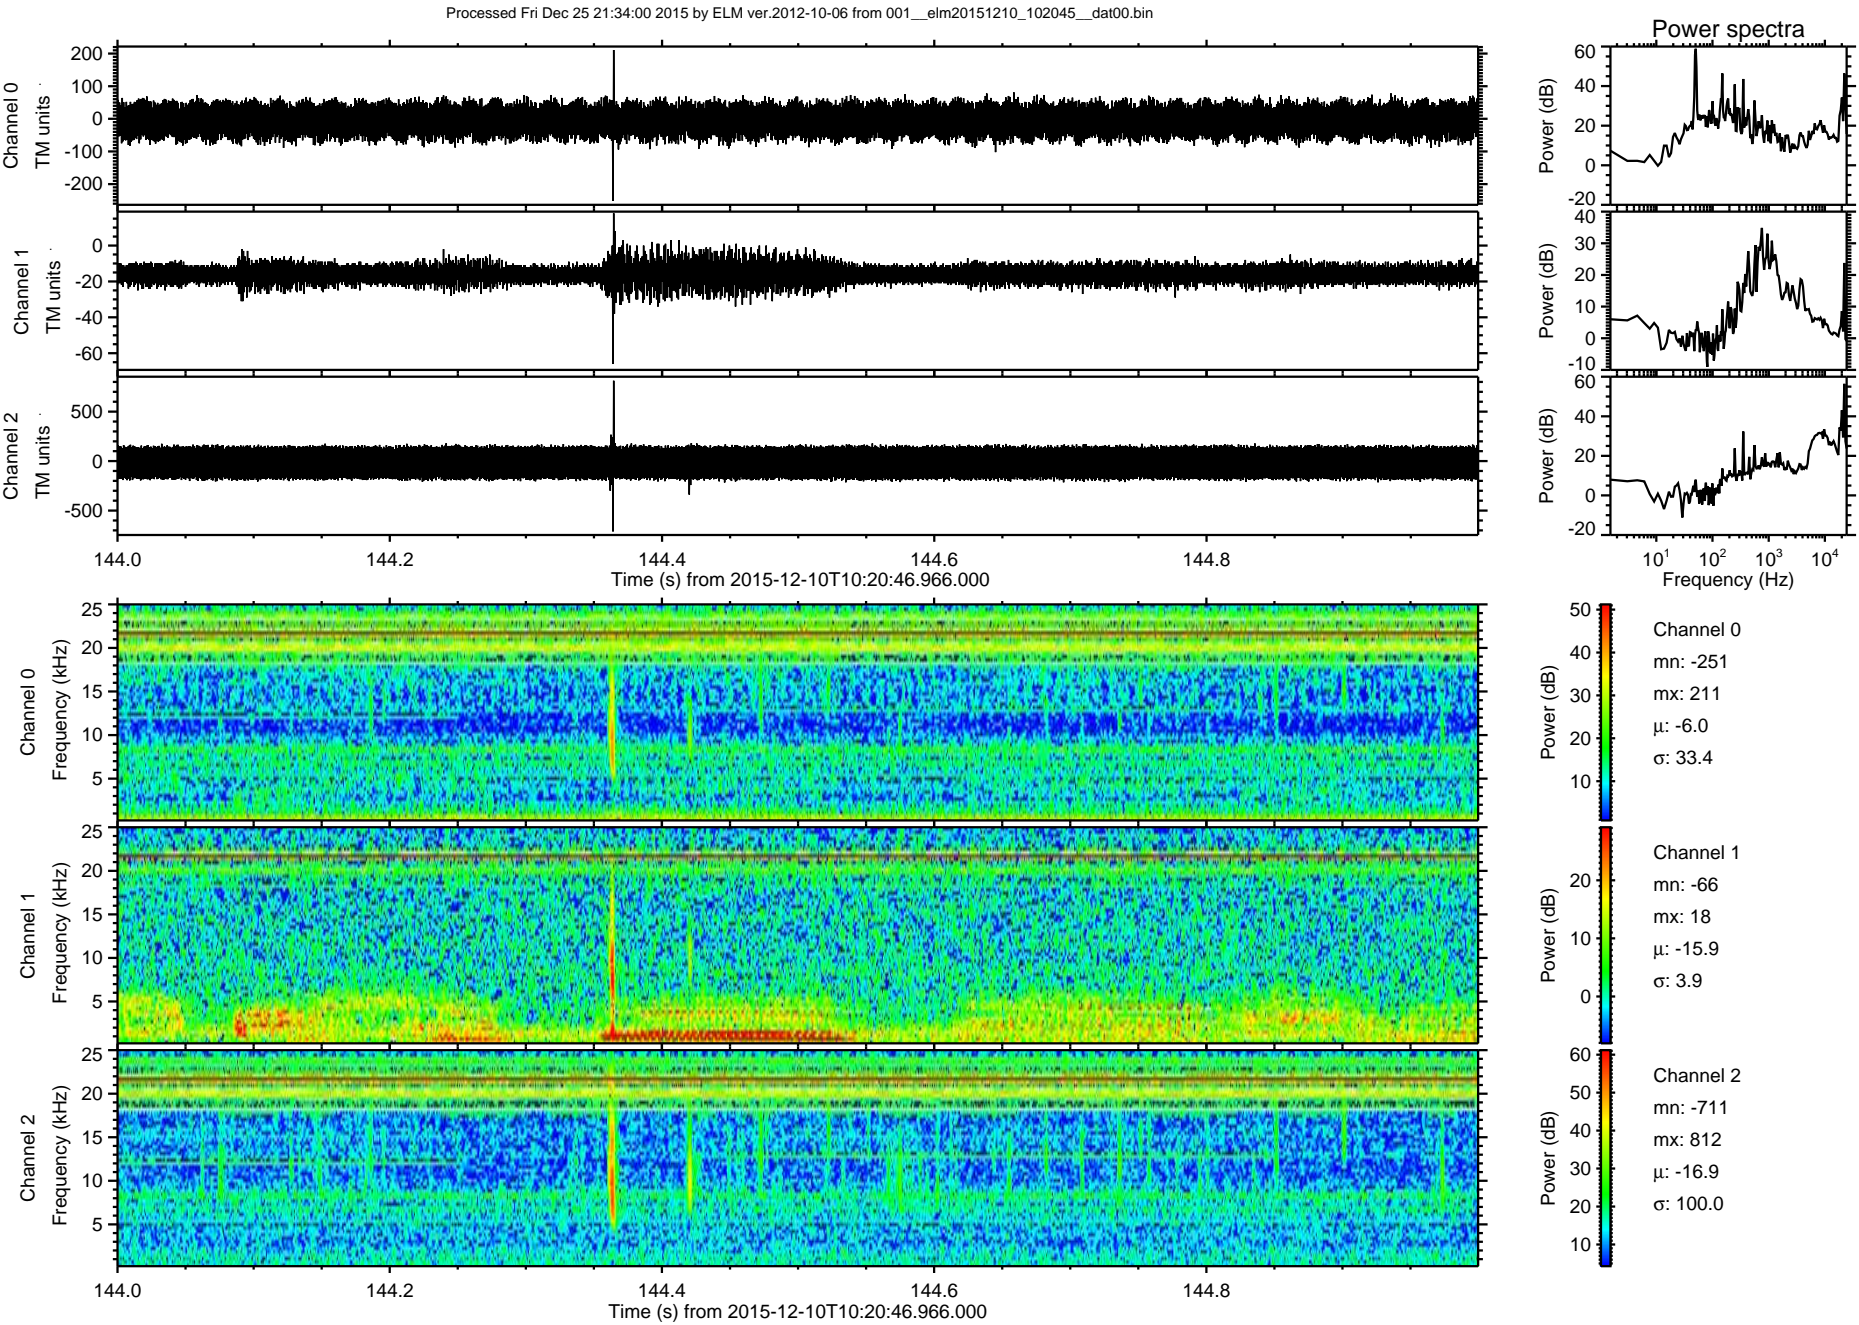 Processed Fri Dec 25 21:34:00 2015 by ELM ver.2012-10-06 from 001__elm20151210_102045__dat00.bin
Power spectra
Channel 0
TM units
200
100
0
-100
-200
Power (dB)
60
40
20
0
-20
Channel 1
TM units
0
-20
-40
-60
Power (dB)
40
30
20
10
0
-10
Channel 2
TM units
500
0
-500
Power (dB)
60
40
20
0
-20
144.0 144.2 144.4 144.6 144.8
Time (s) from 2015-12-10T10:20:46.966.000
10¹ 10² 10³ 10⁴
Frequency (Hz)
Channel 0
Frequency (kHz)
25
20
15
10
5
Power (dB)
50
40
30
20
10
Channel 0
mn: -251
mx: 211
μ: -6.0
σ: 33.4
Channel 1
Frequency (kHz)
25
20
15
10
5
Power (dB)
20
10
0
Channel 1
mn: -66
mx: 18
μ: -15.9
σ: 3.9
Channel 2
Frequency (kHz)
25
20
15
10
5
Power (dB)
60
50
40
30
20
10
Channel 2
mn: -711
mx: 812
μ: -16.9
σ: 100.0
144.0 144.2 144.4 144.6 144.8
Time (s) from 2015-12-10T10:20:46.966.000